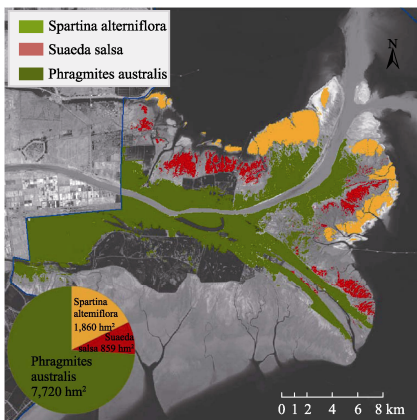 Spartina alterniflora
Suaeda salsa
Phragmites australis
N
Spartina
altemiflora
1,860 hm²
Suaeda
salsa 859 hm²
Phragmites
australis
7,720 hm²
0 1 2 4 6 8 km